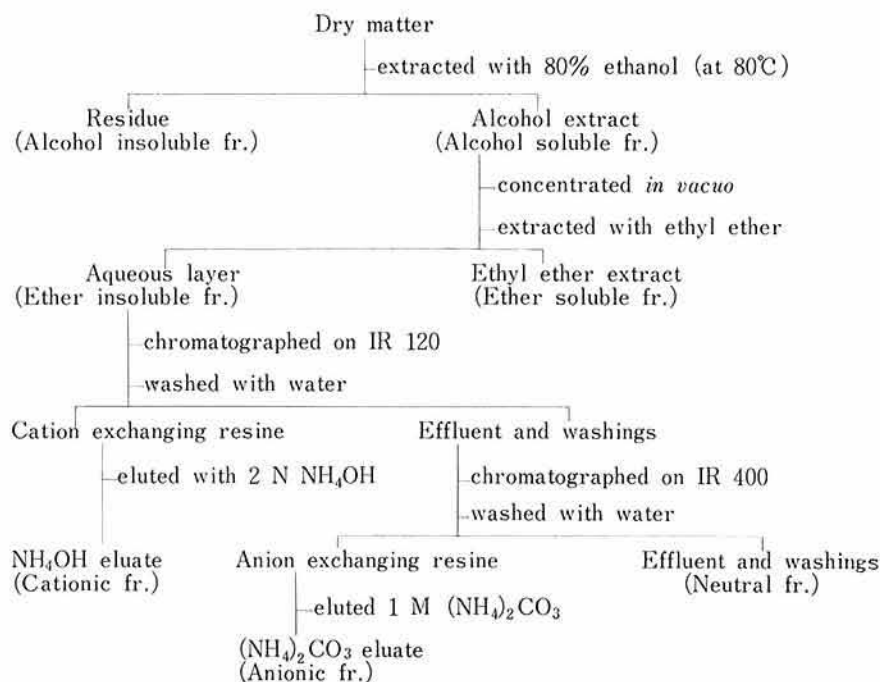 Dry matter
extracted with 80% ethanol (at 80℃)
Residue
(Alcohol insoluble fr.)
Alcohol extract
(Alcohol soluble fr.)
concentrated in vacuo
extracted with ethyl ether
Aqueous layer
(Ether insoluble fr.)
Ethyl ether extract
(Ether soluble fr.)
chromatographed on IR 120
washed with water
Cation exchanging resine
Effluent and washings
eluted with 2 N NH₄OH
chromatographed on IR 400
washed with water
NH₄OH eluate
(Cationic fr.)
Anion exchanging resine
Effluent and washings
(Neutral fr.)
eluted 1 M (NH₄)₂CO₃
(NH₄)₂CO₃ eluate
(Anionic fr.)